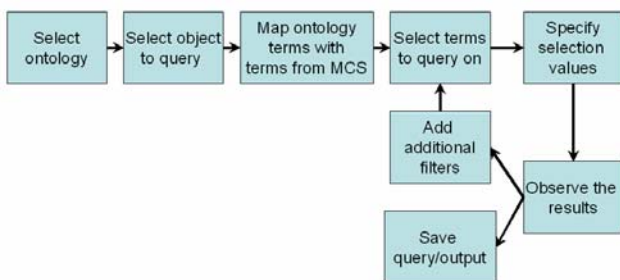 Select
ontology
Select object
to query
Map ontology
terms with
terms from MCS
Select terms
to query on
Specify
selection
values
Add
additional
filters
Observe the
results
Save
query/output